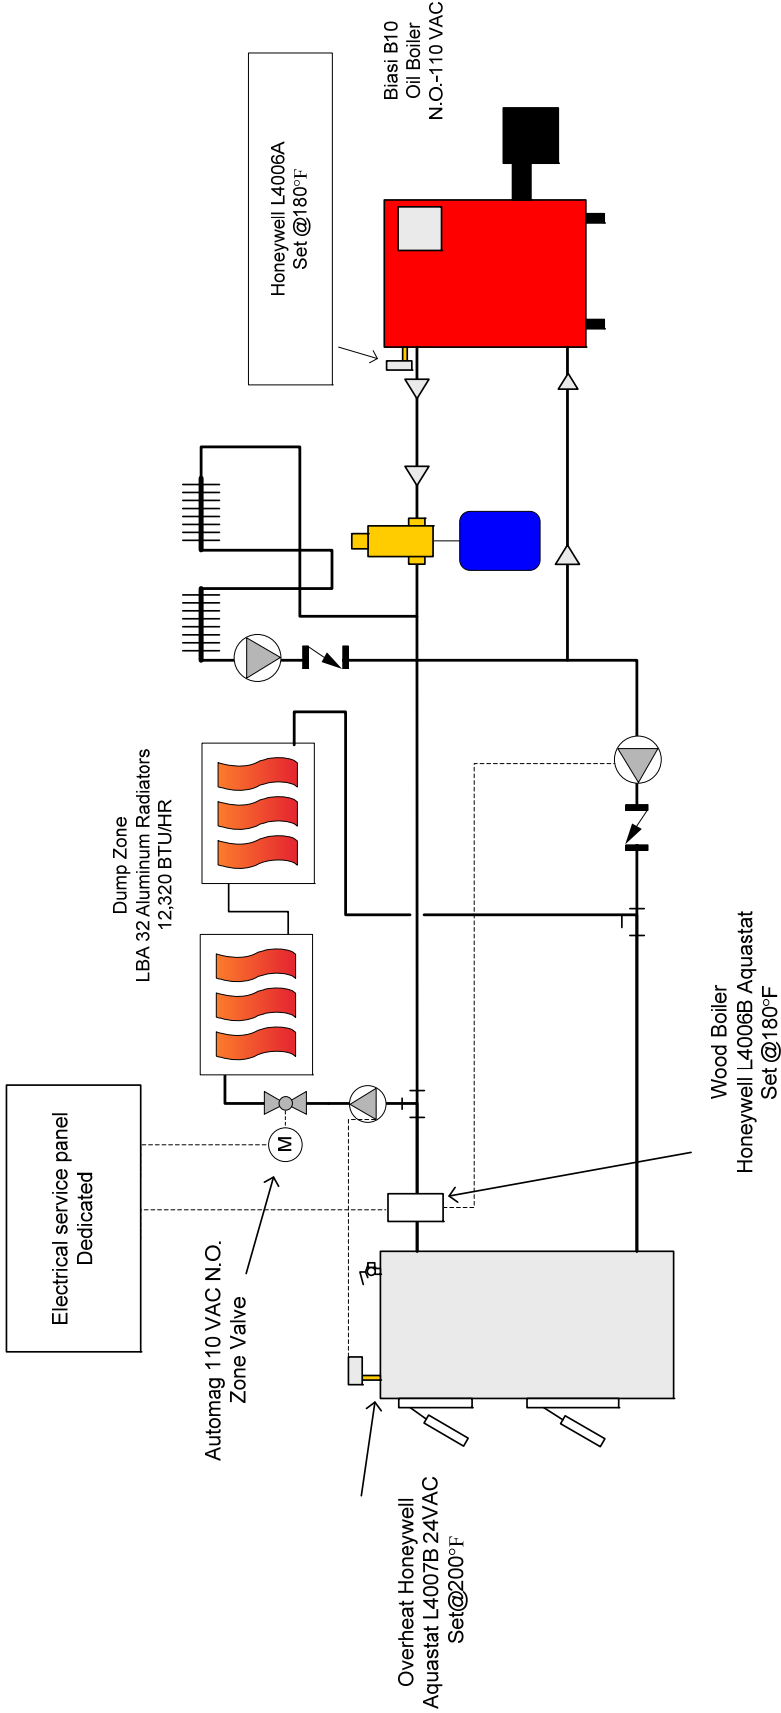 Electrical service panel
Dedicated
Automag 110 VAC N.O.
Zone Valve
M
Dump Zone
LBA 32 Aluminum Radiators
12,320 BTU/HR
Honeywell L4006A
Set @180°F
Biasi B10
Oil Boiler
N.O.-110 VAC
Overheat Honeywell
Aquastat L4007B 24VAC
Set@200°F
Wood Boiler
Honeywell L4006B Aquastat
Set @180°F